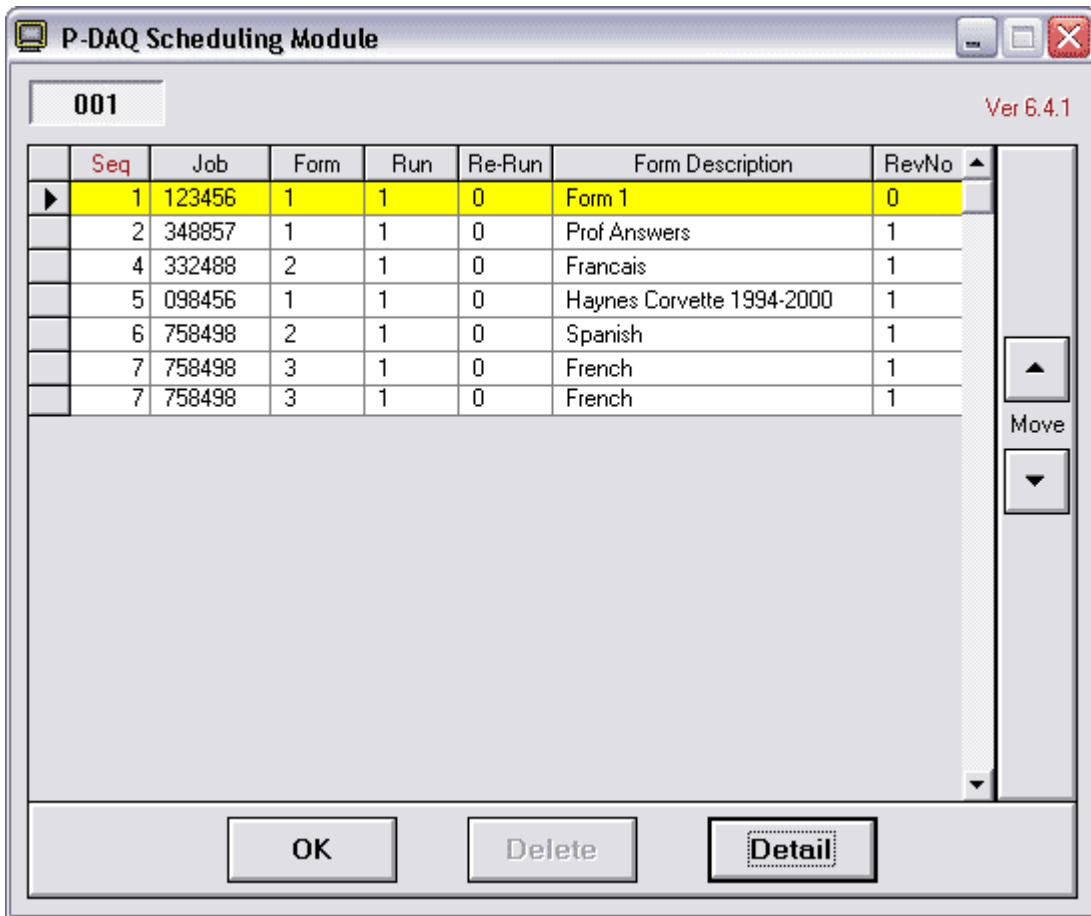 P-DAQ Scheduling Module
001
Ver 6.4.1
Seq Job Form Run Re-Run Form Description RevNo
1 123456 1 1 0 Form 1 0
2 348857 1 1 0 Prof Answers 1
4 332488 2 1 0 Francais 1
5 098456 1 1 0 Haynes Corvette 1994-2000 1
6 758498 2 1 0 Spanish 1
7 758498 3 1 0 French 1
7 758498 3 1 0 French 1
Move
OK Delete Detail